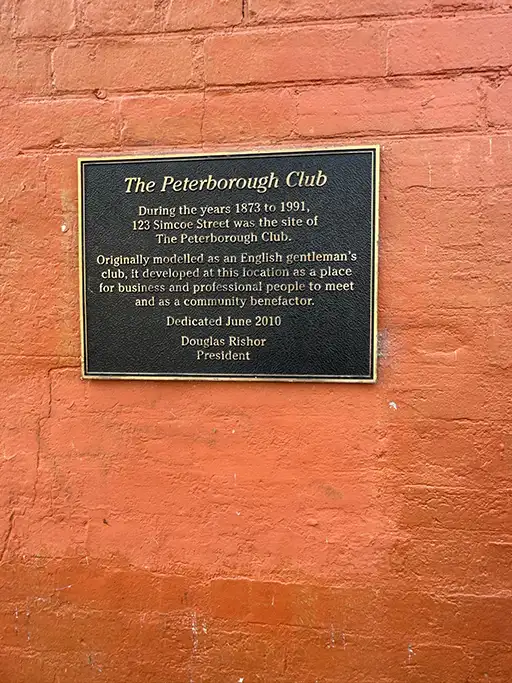 The Peterborough Club
During the years 1873 to 1991,
123 Simcoe Street was the site of
The Peterborough Club.
Originally modelled as an English gentleman's
club, it developed at this location as a place
for business and professional people to meet
and as a community benefactor.
Dedicated June 2010
Douglas Rishor
President